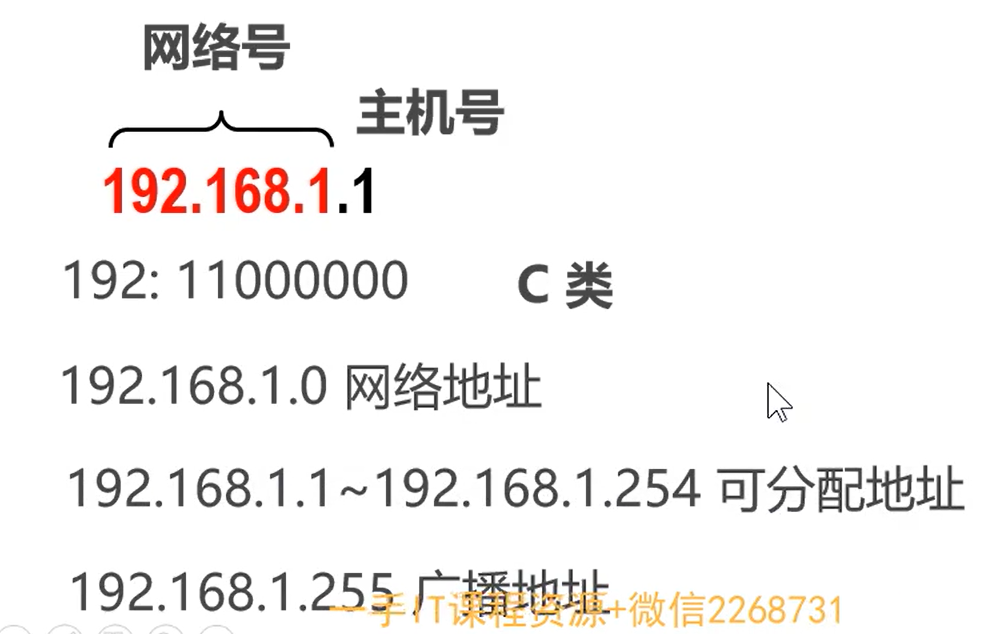 网络号
主机号
192.168.1.1
192: 11000000 C 类
192.168.1.0 网络地址
192.168.1.1~192.168.1.254 可分配地址
192.168.1.255 广播地址
一手IT课程资源+微信2268731